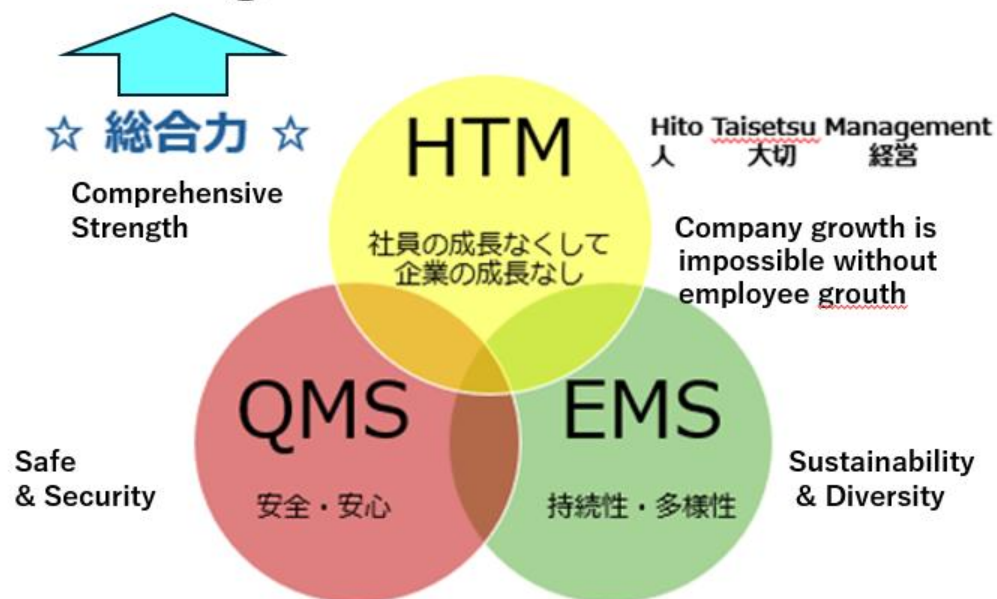 ☆ 総合力 ☆
Comprehensive
Strength
HTM
社員の成長なくして
企業の成長なし
Hito Taisetsu Management
人 大切 経営
Company growth is
impossible without
employee grouth
QMS
安全・安心
EMS
持続性・多様性
Safe
& Security
Sustainability
& Diversity